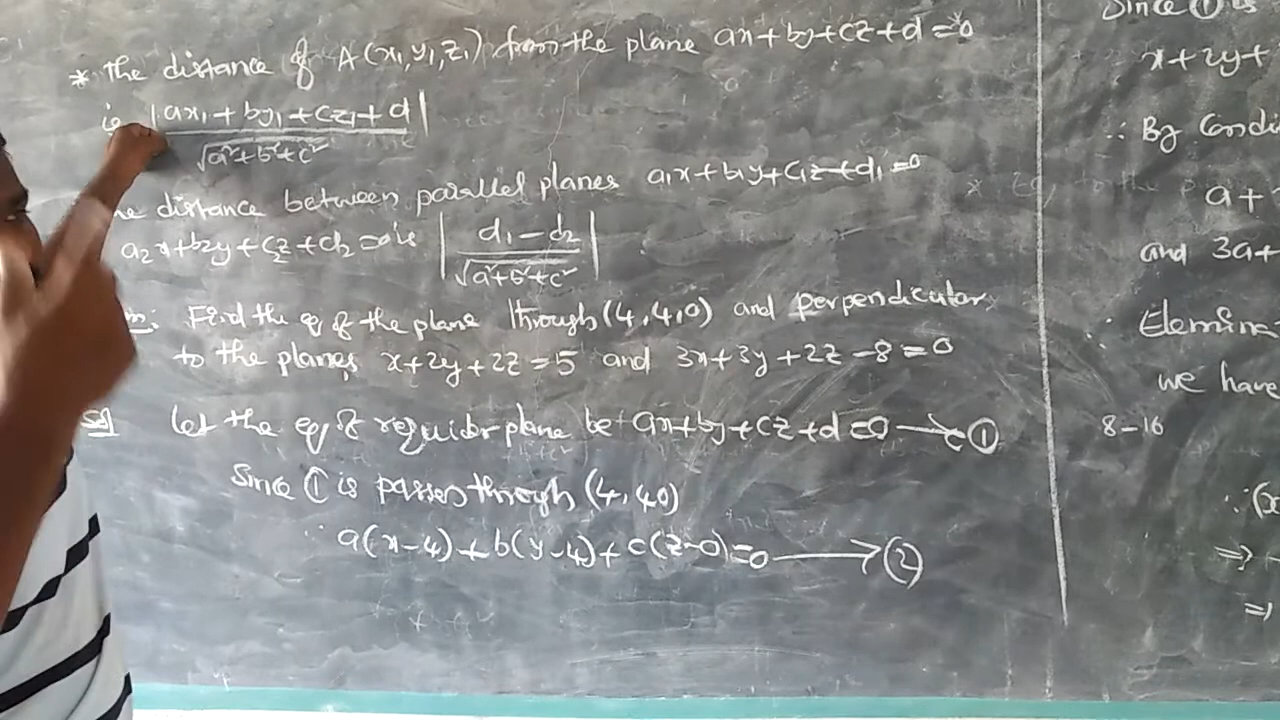 * the distance of A(x₁,y₁,z₁) from the plane ax+by+cz+d=0
is |ax₁+by₁+cz₁+d|
√a²+b²+c²
distance between parallel planes a₁x+b₁y+c₁z+d₁=0
a₂x+b₂y+c₂z+d₂=0 is | d₁-d₂ |
√a²+b²+c²
Find the eq of the plane through (4,4,0) and perpendicular
to the planes x+2y+2z=5 and 3x+3y+2z-8=0
Sol Let the eq of requidr plane be ax+by+cz+d=0 → ①
Since ① is passes through (4,4,0)
∴ a(x-4)+b(y-4)+c(z-0)=0 → ②
Since ① is
x+2y+
∴ By Condi
a+
and 3a+
∴ Elemin
we have
8-16
∴ (x
⇒
⇒